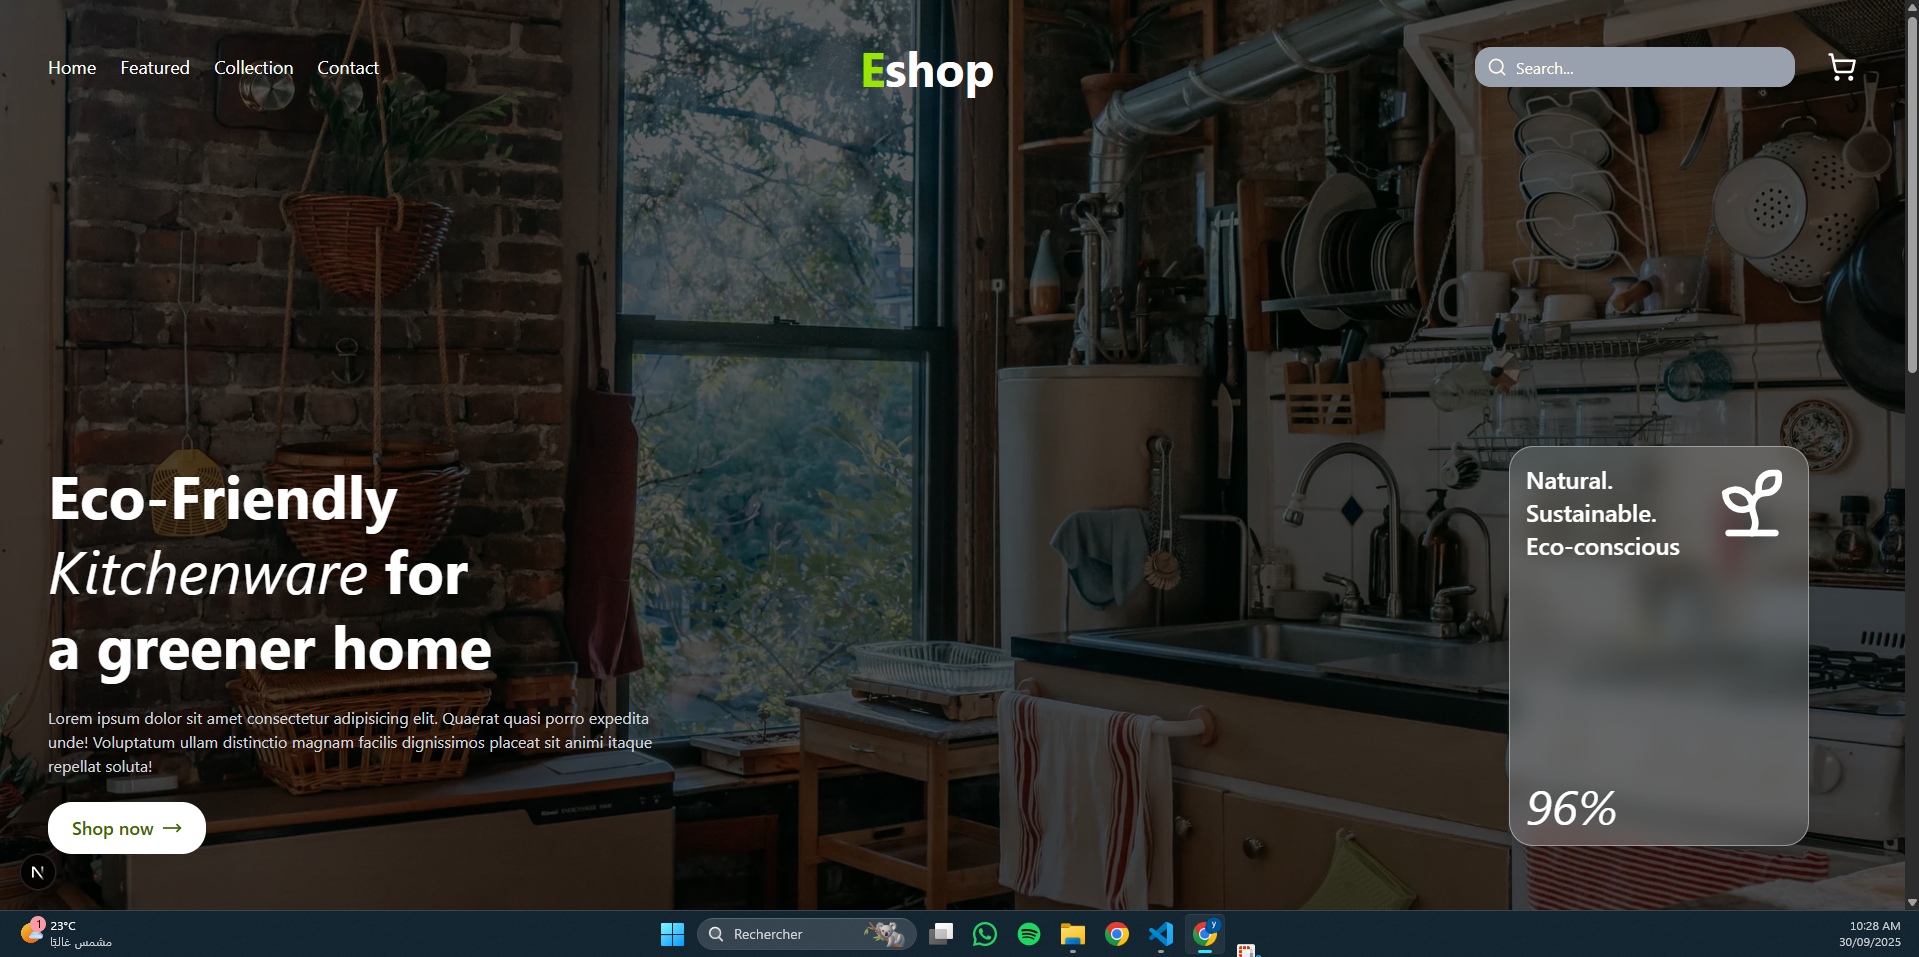 Home Featured Collection Contact
Eshop
Search...
Eco-Friendly
Kitchenware for
a greener home
Lorem ipsum dolor sit amet consectetur adipisicing elit. Quaerat quasi porro expedita
unde! Voluptatum ullam distinctio magnam facilis dignissimos placeat sit animi itaque
repellat soluta!
Shop now
Natural.
Sustainable.
Eco-conscious
96%
N
1
23°C
مشمس غالبًا
Rechercher
y
10:28 AM
30/09/2025